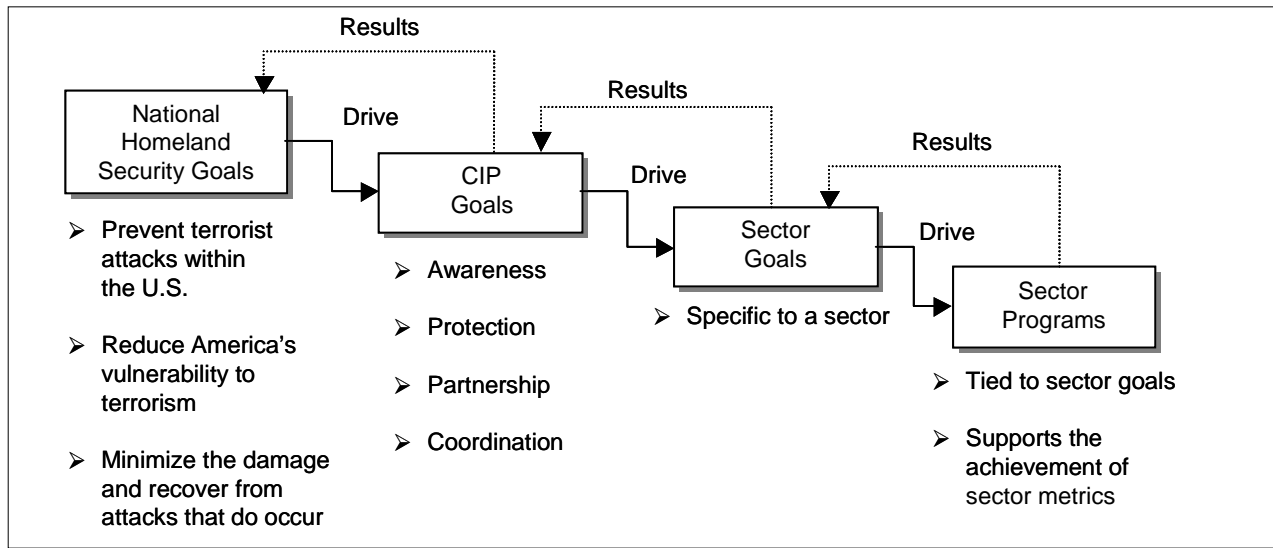 Results
National
Homeland
Security Goals
Drive
➢ Prevent terrorist
attacks within
the U.S.
➢ Reduce America's
vulnerability to
terrorism
➢ Minimize the damage
and recover from
attacks that do occur
Results
CIP
Goals
Drive
➢ Awareness
➢ Protection
➢ Partnership
➢ Coordination
Results
Sector
Goals
Drive
➢ Specific to a sector
Sector
Programs
➢ Tied to sector goals
➢ Supports the
achievement of
sector metrics